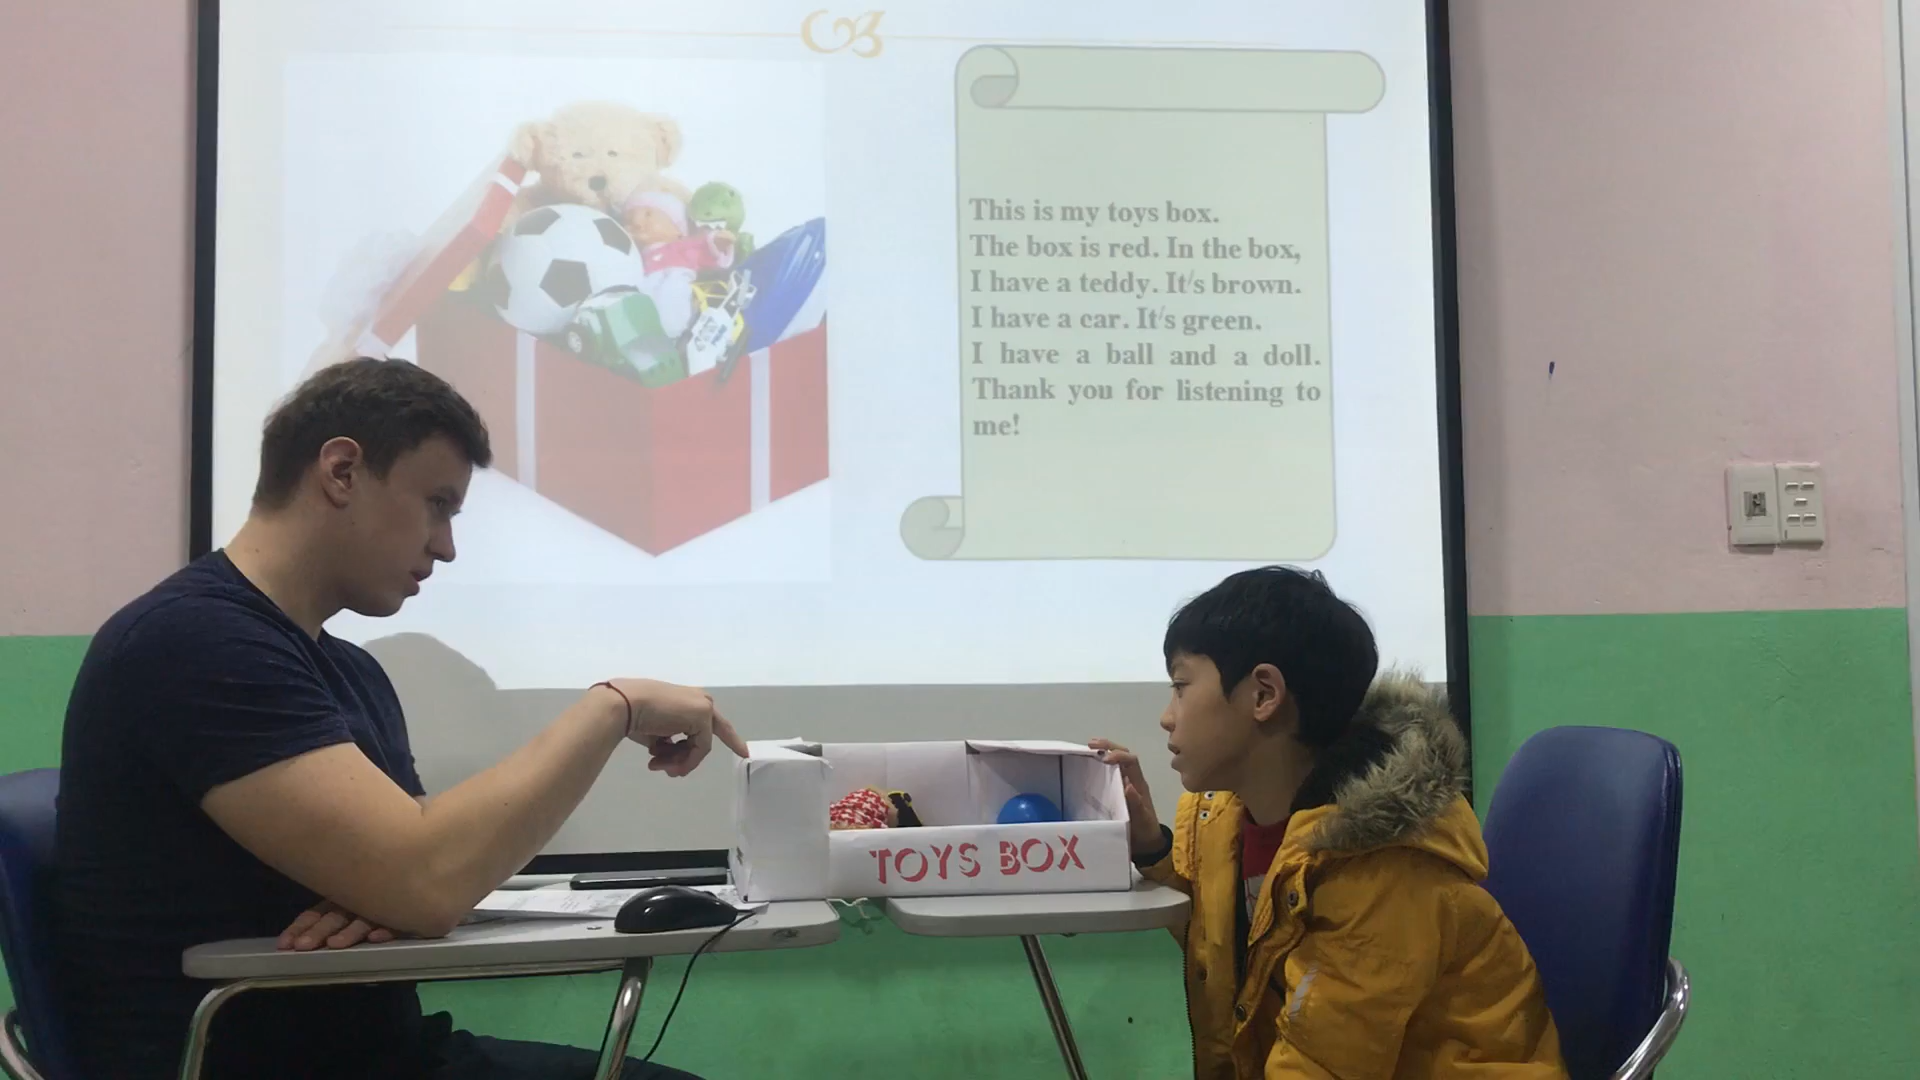 This is my toys box.
The box is red. In the box,
I have a teddy. It's brown.
I have a car. It's green.
I have a ball and a doll.
Thank you for listening to
me!
TOYS BOX